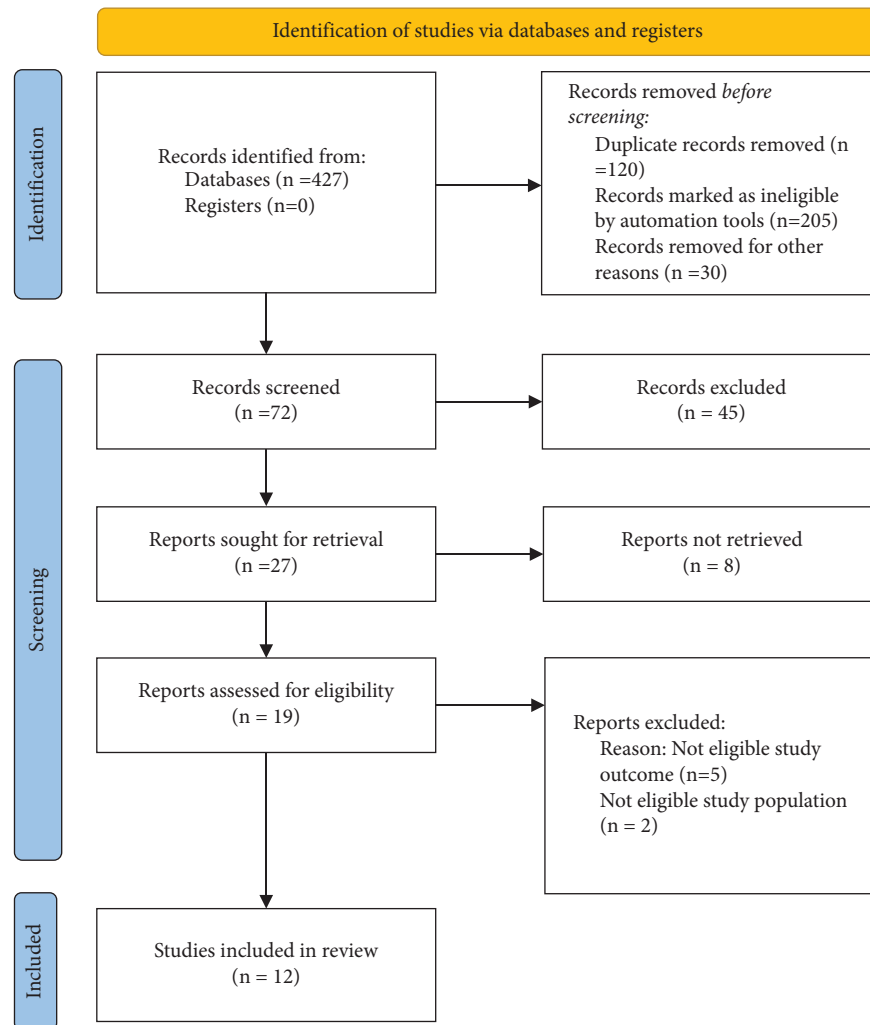 Identification of studies via databases and registers
Identification
Records identified from:
Databases (n =427)
Registers (n=0)
Records removed before
screening:
Duplicate records removed (n
=120)
Records marked as ineligible
by automation tools (n=205)
Records removed for other
reasons (n =30)
Screening
Records screened
(n =72)
Records excluded
(n = 45)
Reports sought for retrieval
(n =27)
Reports not retrieved
(n = 8)
Reports assessed for eligibility
(n = 19)
Reports excluded:
Reason: Not eligible study
outcome (n=5)
Not eligible study population
(n = 2)
Included
Studies included in review
(n = 12)